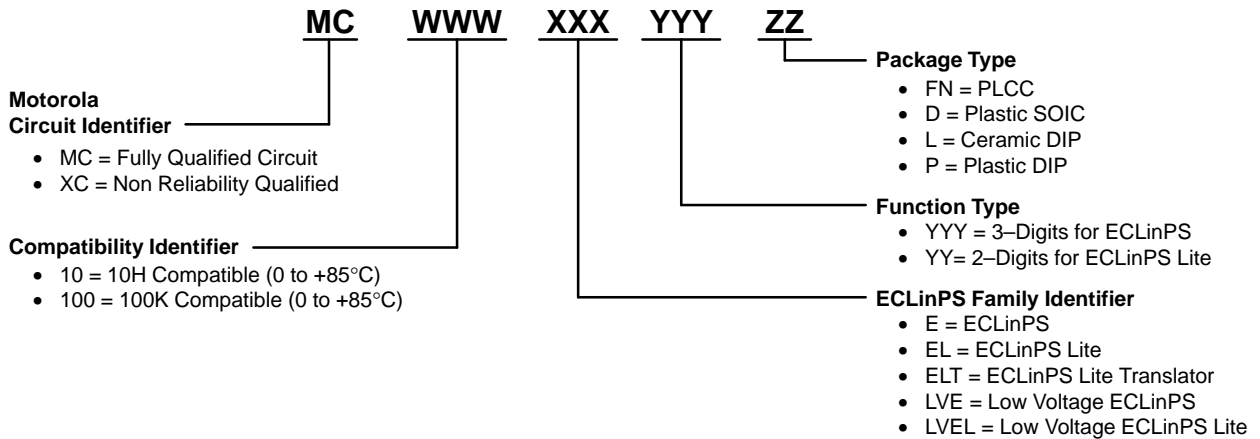 MC WWW XXX YYY ZZ
Motorola
Circuit Identifier
• MC = Fully Qualified Circuit
• XC = Non Reliability Qualified
Compatibility Identifier
• 10 = 10H Compatible (0 to +85°C)
• 100 = 100K Compatible (0 to +85°C)
Package Type
• FN = PLCC
• D = Plastic SOIC
• L = Ceramic DIP
• P = Plastic DIP
Function Type
• YYY = 3–Digits for ECLinPS
• YY= 2–Digits for ECLinPS Lite
ECLinPS Family Identifier
• E = ECLinPS
• EL = ECLinPS Lite
• ELT = ECLinPS Lite Translator
• LVE = Low Voltage ECLinPS
• LVEL = Low Voltage ECLinPS Lite